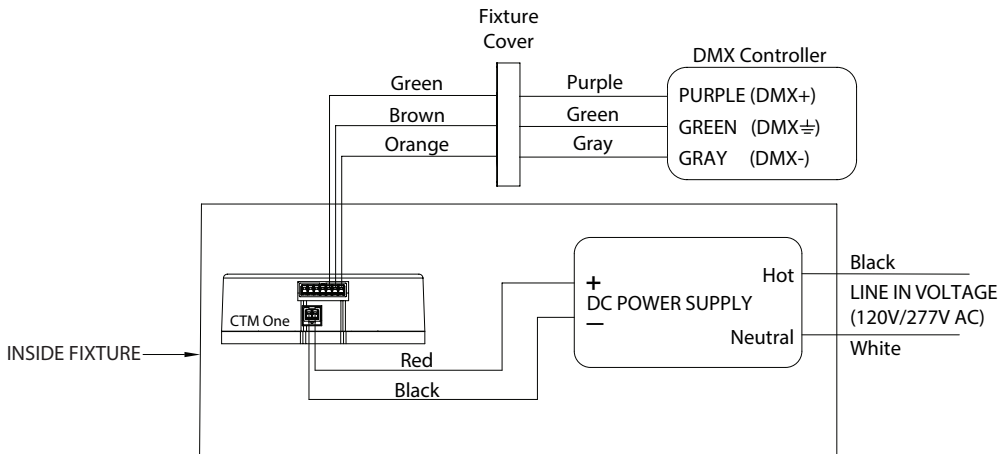 Fixture
Cover
DMX Controller
Green
Purple
PURPLE (DMX+)
Brown
Green
GREEN (DMX⏚)
Orange
Gray
GRAY (DMX-)
CTM One
+
DC POWER SUPPLY
—
Hot
Neutral
Black
LINE IN VOLTAGE
(120V/277V AC)
White
INSIDE FIXTURE
Red
Black